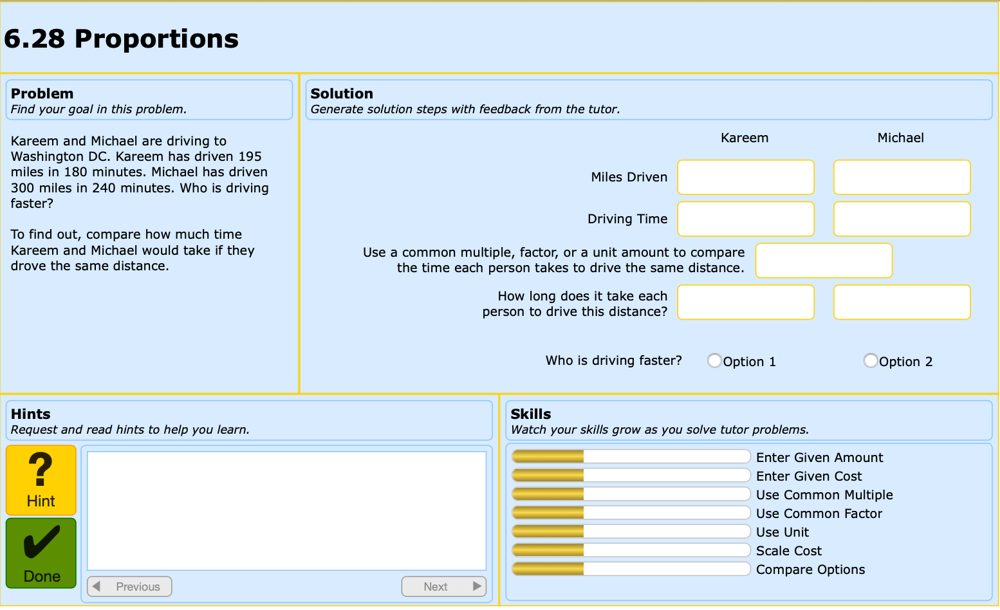 6.28 Proportions
Problem
Find your goal in this problem.
Kareem and Michael are driving to
Washington DC. Kareem has driven 195
miles in 180 minutes. Michael has driven
300 miles in 240 minutes. Who is driving
faster?
To find out, compare how much time
Kareem and Michael would take if they
drove the same distance.
Solution
Generate solution steps with feedback from the tutor.
Kareem Michael
Miles Driven
Driving Time
Use a common multiple, factor, or a unit amount to compare
the time each person takes to drive the same distance.
How long does it take each
person to drive this distance?
Who is driving faster? Option 1 Option 2
Hints
Request and read hints to help you learn.
?
Hint
Done
Previous Next
Skills
Watch your skills grow as you solve tutor problems.
Enter Given Amount
Enter Given Cost
Use Common Multiple
Use Common Factor
Use Unit
Scale Cost
Compare Options